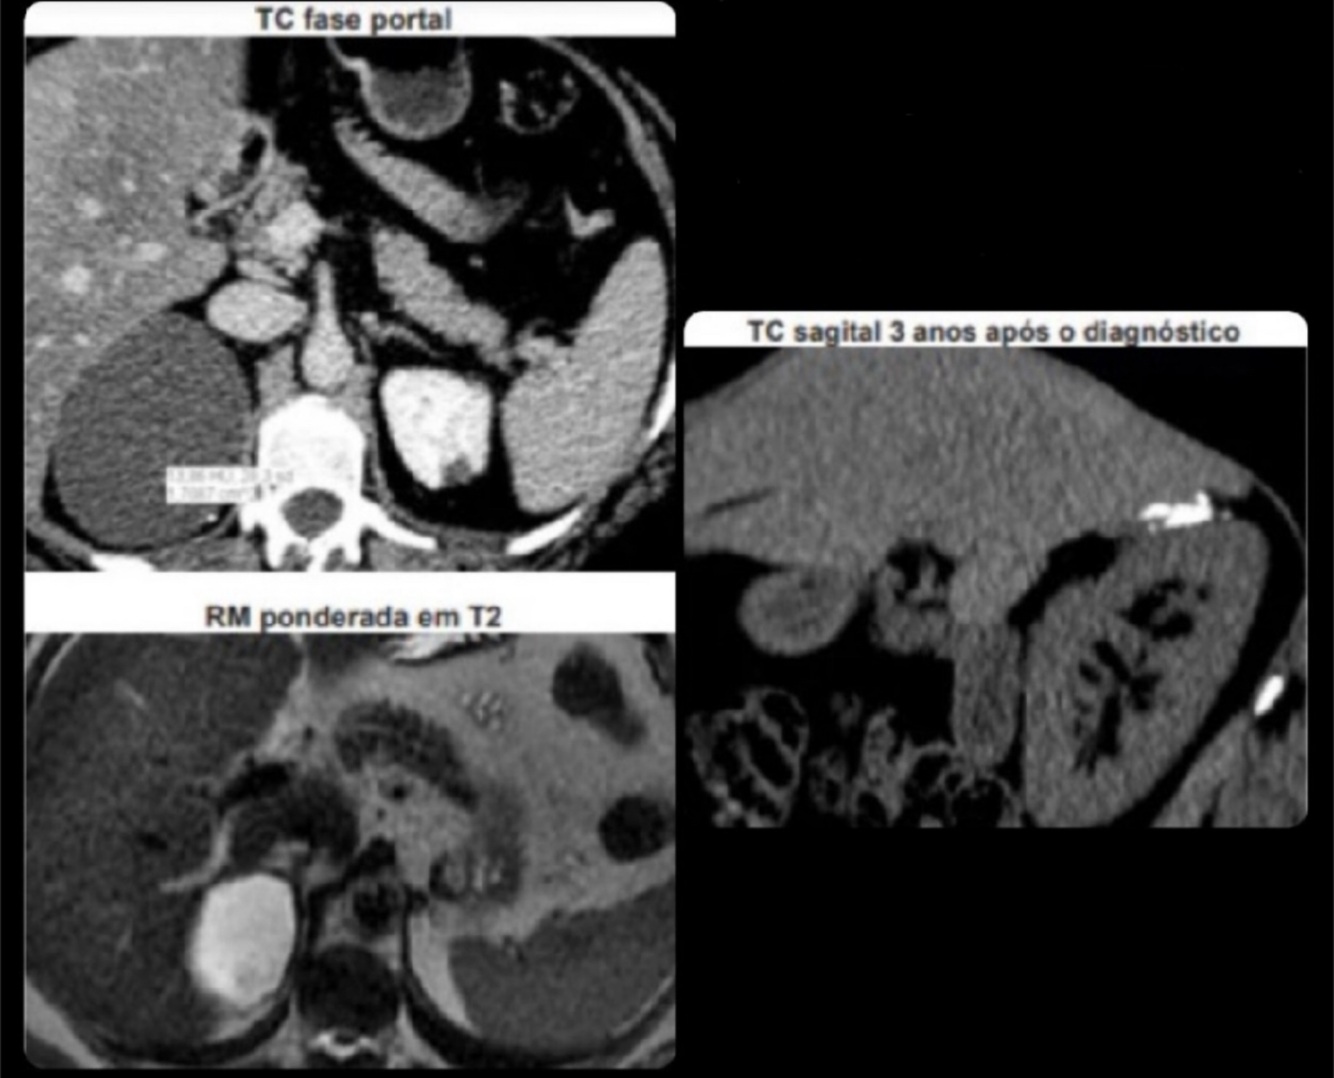 TC fase portal
RM ponderada em T2
TC sagital 3 anos após o diagnóstico